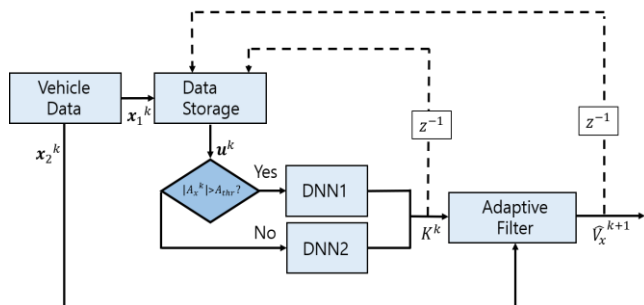 Vehicle
Data
Data
Storage
x₁ᵏ
x₂ᵏ
uᵏ
z⁻¹
z⁻¹
|Aₓᵏ|>Aₜₕᵣ?
Yes
DNN1
No
DNN2
Kᵏ
Adaptive
Filter
V̂ₓᵏ⁺¹